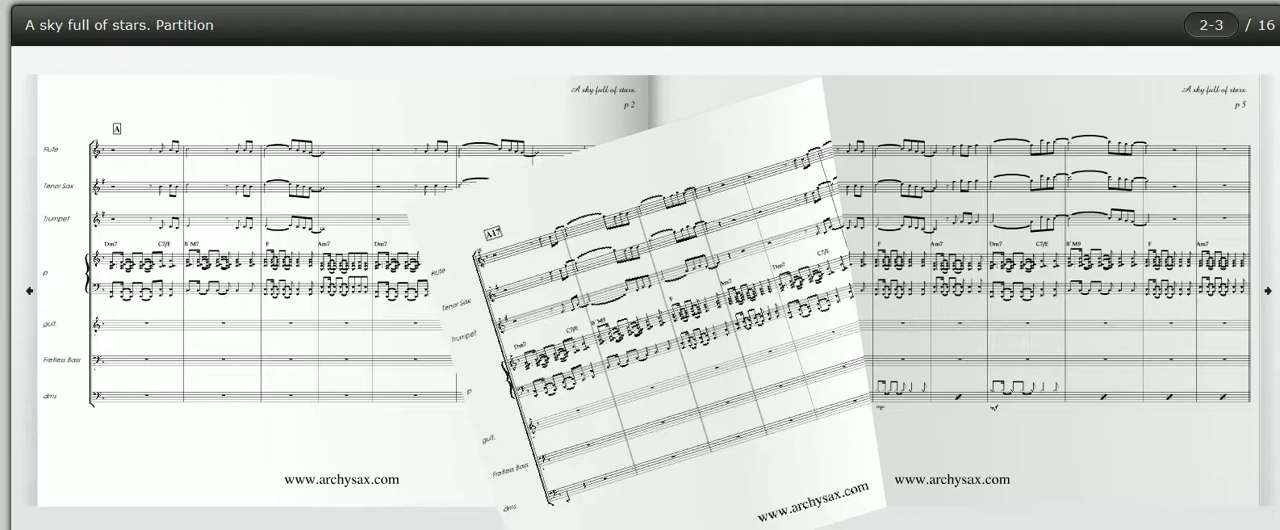 A sky full of stars. Partition
2-3 / 16
A sky full of stars.
p 2
A
Flute
Tenor Sax
Trumpet
Dm7 C7/E B♭M7 F Am7 Dm7
p
guit.
Fretless Bass
dms
www.archysax.com
A17
Flute
Tenor Sax
Trumpet
Dm7 C7/E B♭M9 F Am7 Dm7 C7/E
p
guit.
Fretless Bass
dms
www.archysax.com
A sky full of stars.
p 5
F Am7 Dm7 C7/E B♭M9 F Am7
mp mf
www.archysax.com